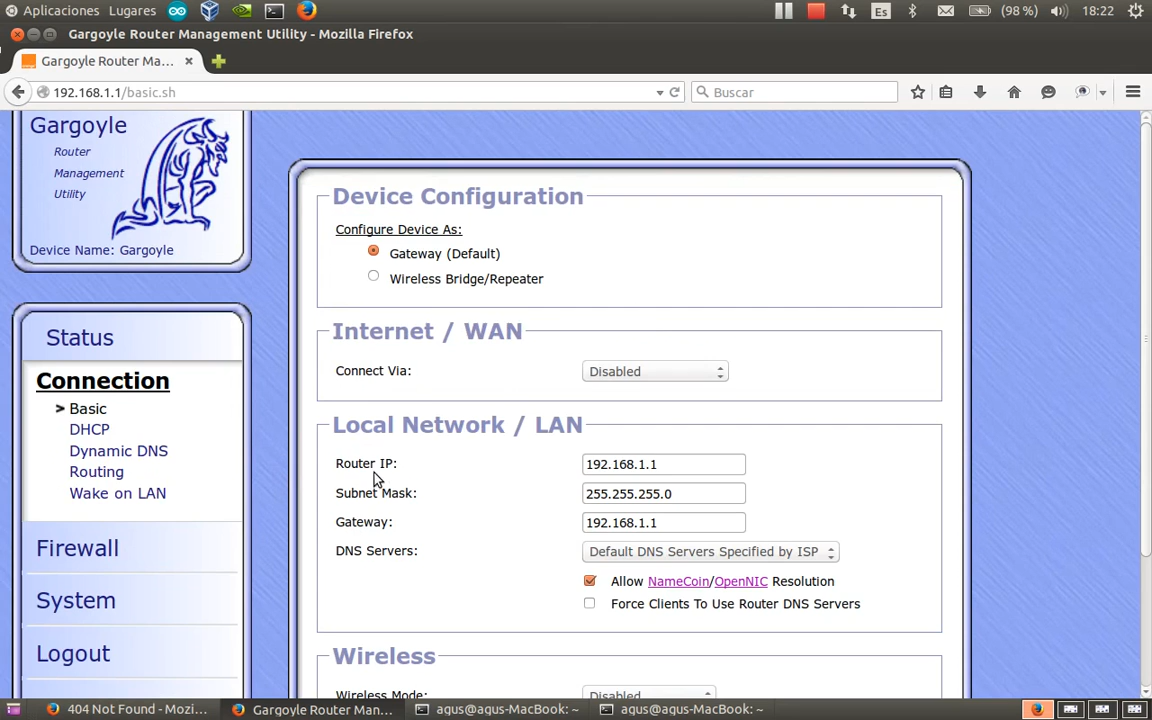 Aplicaciones Lugares Es (98 %) 18:22
Gargoyle Router Management Utility - Mozilla Firefox
Gargoyle Router Ma...
192.168.1.1/basic.sh Buscar
Gargoyle
Router
Management
Utility
Device Name: Gargoyle
Status
Connection
Basic
DHCP
Dynamic DNS
Routing
Wake on LAN
Firewall
System
Logout
Device Configuration
Configure Device As:
Gateway (Default)
Wireless Bridge/Repeater
Internet / WAN
Connect Via: Disabled
Local Network / LAN
Router IP: 192.168.1.1
Subnet Mask: 255.255.255.0
Gateway: 192.168.1.1
DNS Servers: Default DNS Servers Specified by ISP
Allow NameCoin/OpenNIC Resolution
Force Clients To Use Router DNS Servers
Wireless
Wireless Mode: Disabled
404 Not Found - Mozi... Gargoyle Router Man... agus@agus-MacBook: ~ agus@agus-MacBook: ~